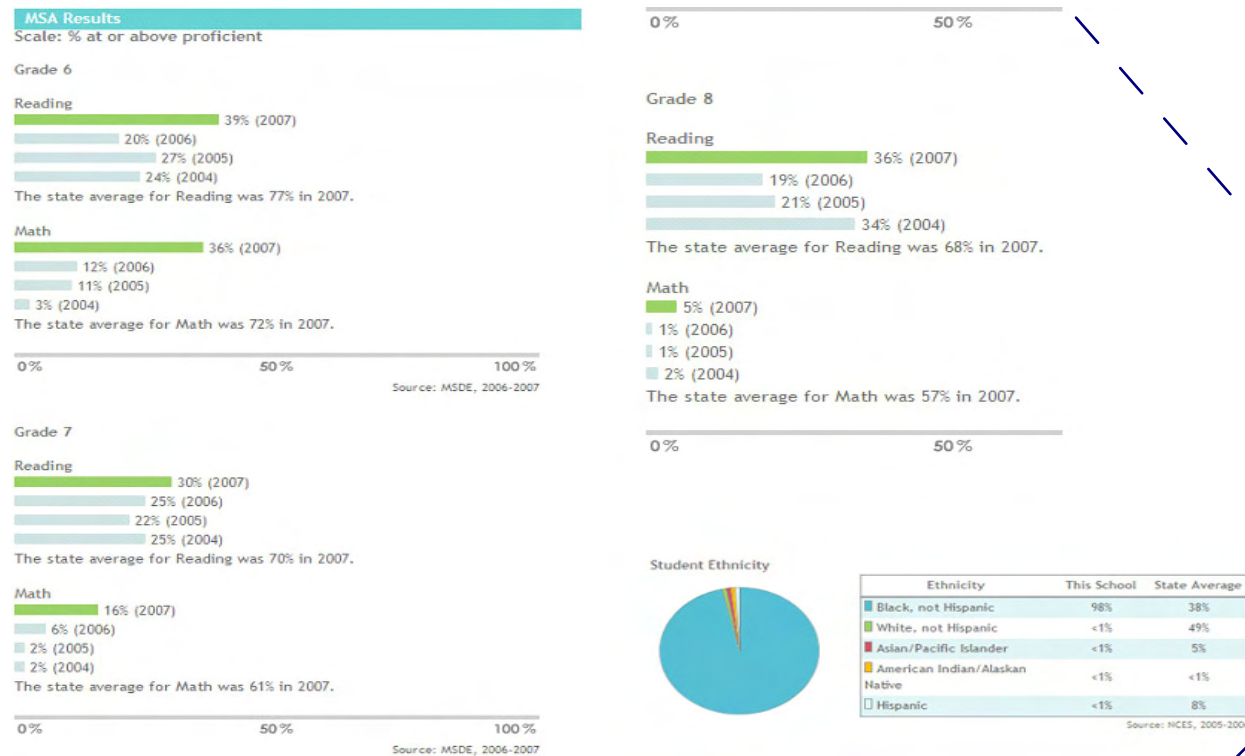 MSA Results
Scale: % at or above proficient
Grade 6
Reading
39% (2007)
20% (2006)
27% (2005)
24% (2004)
The state average for Reading was 77% in 2007.
Math
36% (2007)
12% (2006)
11% (2005)
3% (2004)
The state average for Math was 72% in 2007.
0% 50% 100%
Source: MSDE, 2006-2007
Grade 7
Reading
30% (2007)
25% (2006)
22% (2005)
25% (2004)
The state average for Reading was 70% in 2007.
Math
16% (2007)
6% (2006)
2% (2005)
2% (2004)
The state average for Math was 61% in 2007.
0% 50% 100%
Source: MSDE, 2006-2007
0% 50%
Grade 8
Reading
36% (2007)
19% (2006)
21% (2005)
34% (2004)
The state average for Reading was 68% in 2007.
Math
5% (2007)
1% (2006)
1% (2005)
2% (2004)
The state average for Math was 57% in 2007.
0% 50%
Student Ethnicity
Ethnicity This School State Average
Black, not Hispanic 98% 38%
White, not Hispanic <1% 49%
Asian/Pacific Islander <1% 5%
American Indian/Alaskan
Native <1% <1%
Hispanic <1% 8%
Source: NCES, 2005-200